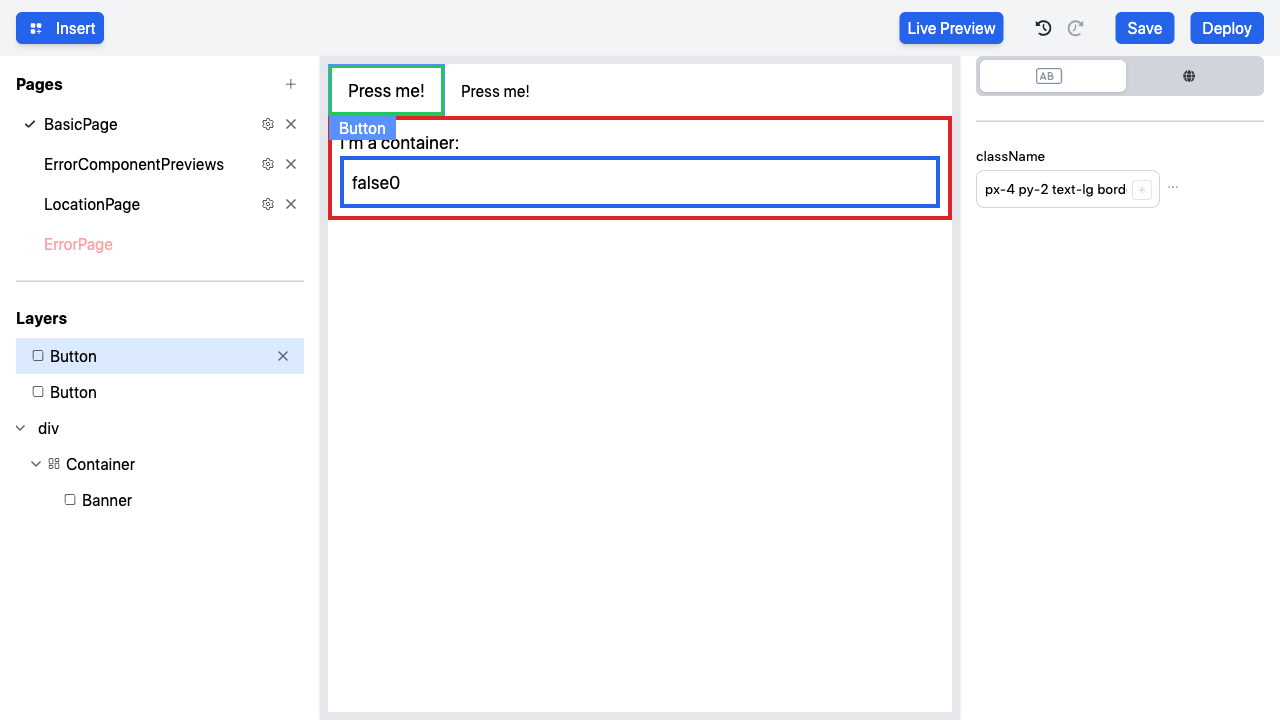 Insert
Live Preview
Save
Deploy
Pages
BasicPage
ErrorComponentPreviews
LocationPage
ErrorPage
Layers
Button
Button
div
Container
Banner
Press me!
Press me!
Button
I'm a container:
false0
AB
className
px-4 py-2 text-lg bord